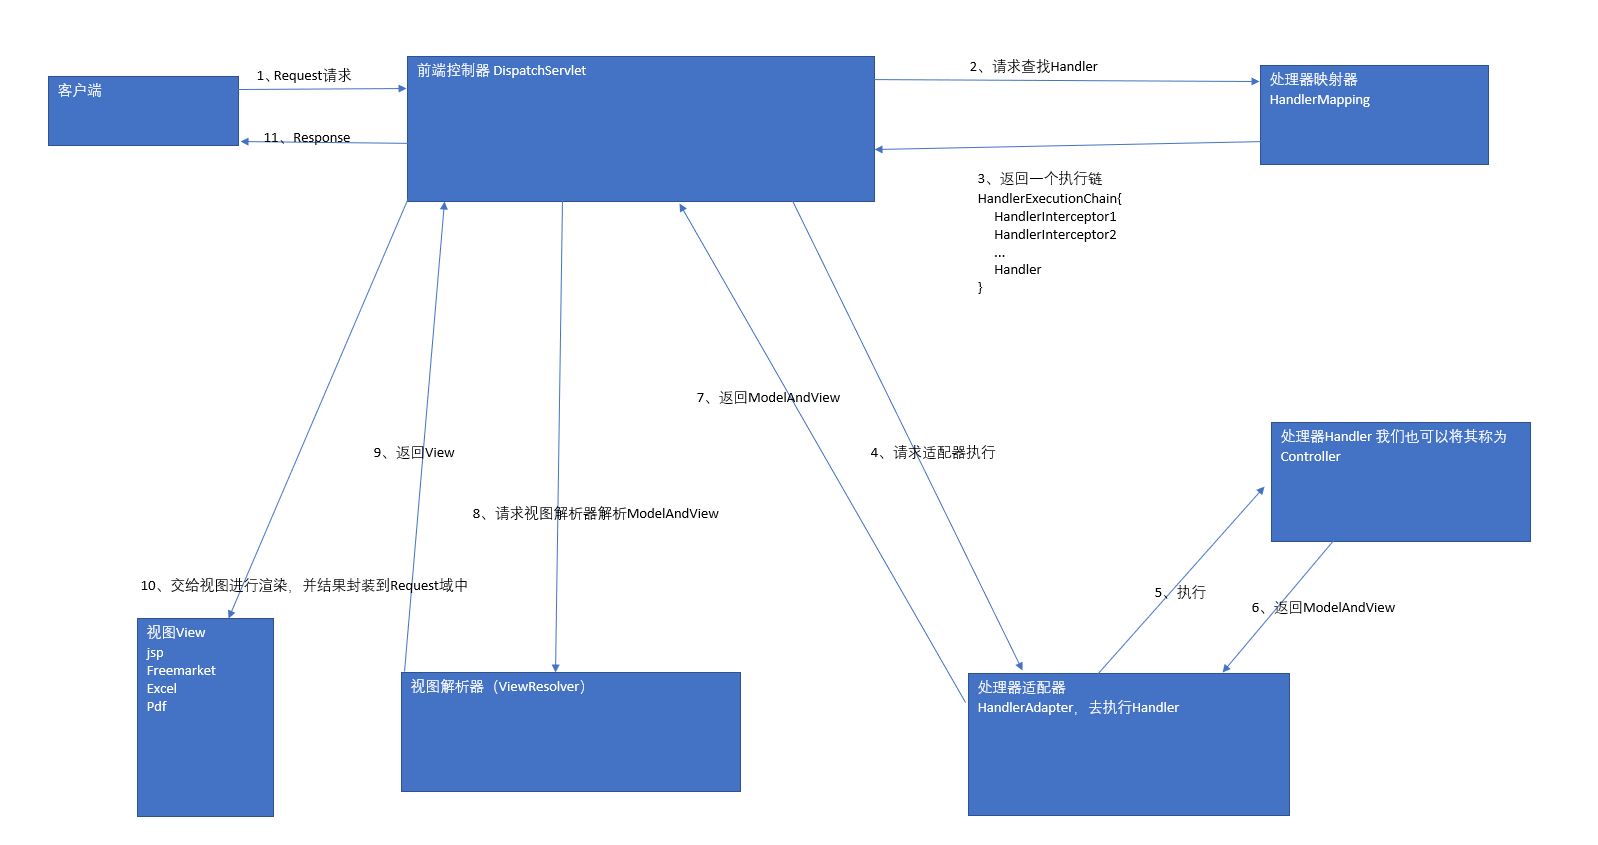 客户端
1、Request请求
11、Response
前端控制器 DispatchServlet
2、请求查找Handler
处理器映射器
HandlerMapping
3、返回一个执行链
HandlerExecutionChain{
HandlerInterceptor1
HandlerInterceptor2
...
Handler
}
7、返回ModelAndView
4、请求适配器执行
9、返回View
8、请求视图解析器解析ModelAndView
处理器Handler 我们也可以将其称为
Controller
5、执行
6、返回ModelAndView
10、交给视图进行渲染，并结果封装到Request域中
视图View
jsp
Freemarket
Excel
Pdf
视图解析器（ViewResolver）
处理器适配器
HandlerAdapter，去执行Handler